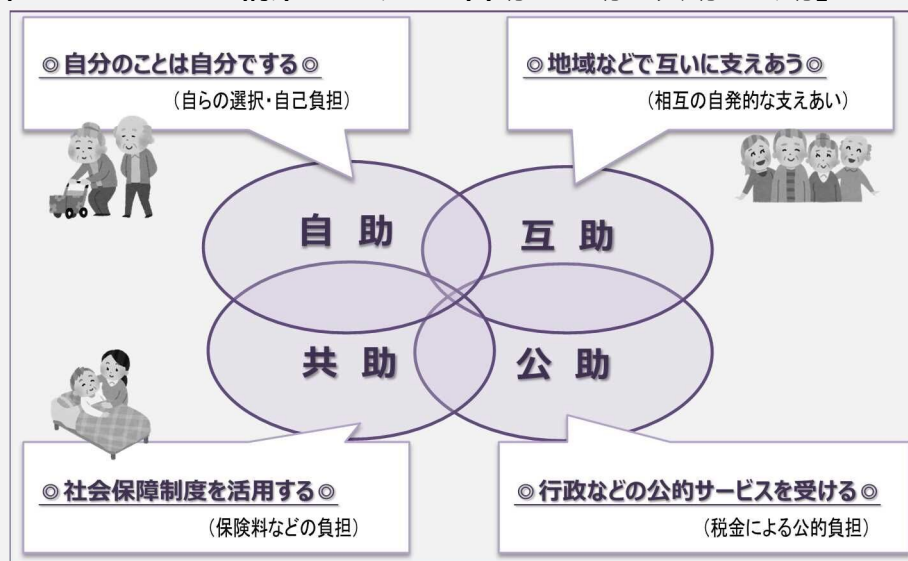 ◎自分のことは自分でする◎
（自らの選択・自己負担）
◎地域などで互いに支えあう◎
（相互の自発的な支えあい）
自 助
互 助
共 助
公 助
◎社会保障制度を活用する◎
（保険料などの負担）
◎行政などの公的サービスを受ける◎
（税金による公的負担）